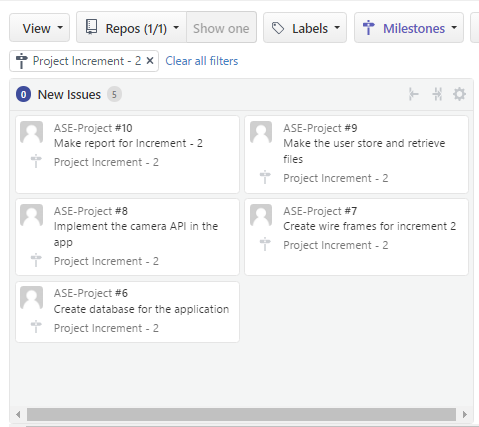 View Repos (1/1) Show one Labels Milestones
Project Increment - 2 × Clear all filters
0 New Issues 5
ASE-Project #10
Make report for Increment - 2
Project Increment - 2
ASE-Project #9
Make the user store and retrieve
files
Project Increment - 2
ASE-Project #8
Implement the camera API in the
app
Project Increment - 2
ASE-Project #7
Create wire frames for increment 2
Project Increment - 2
ASE-Project #6
Create database for the application
Project Increment - 2